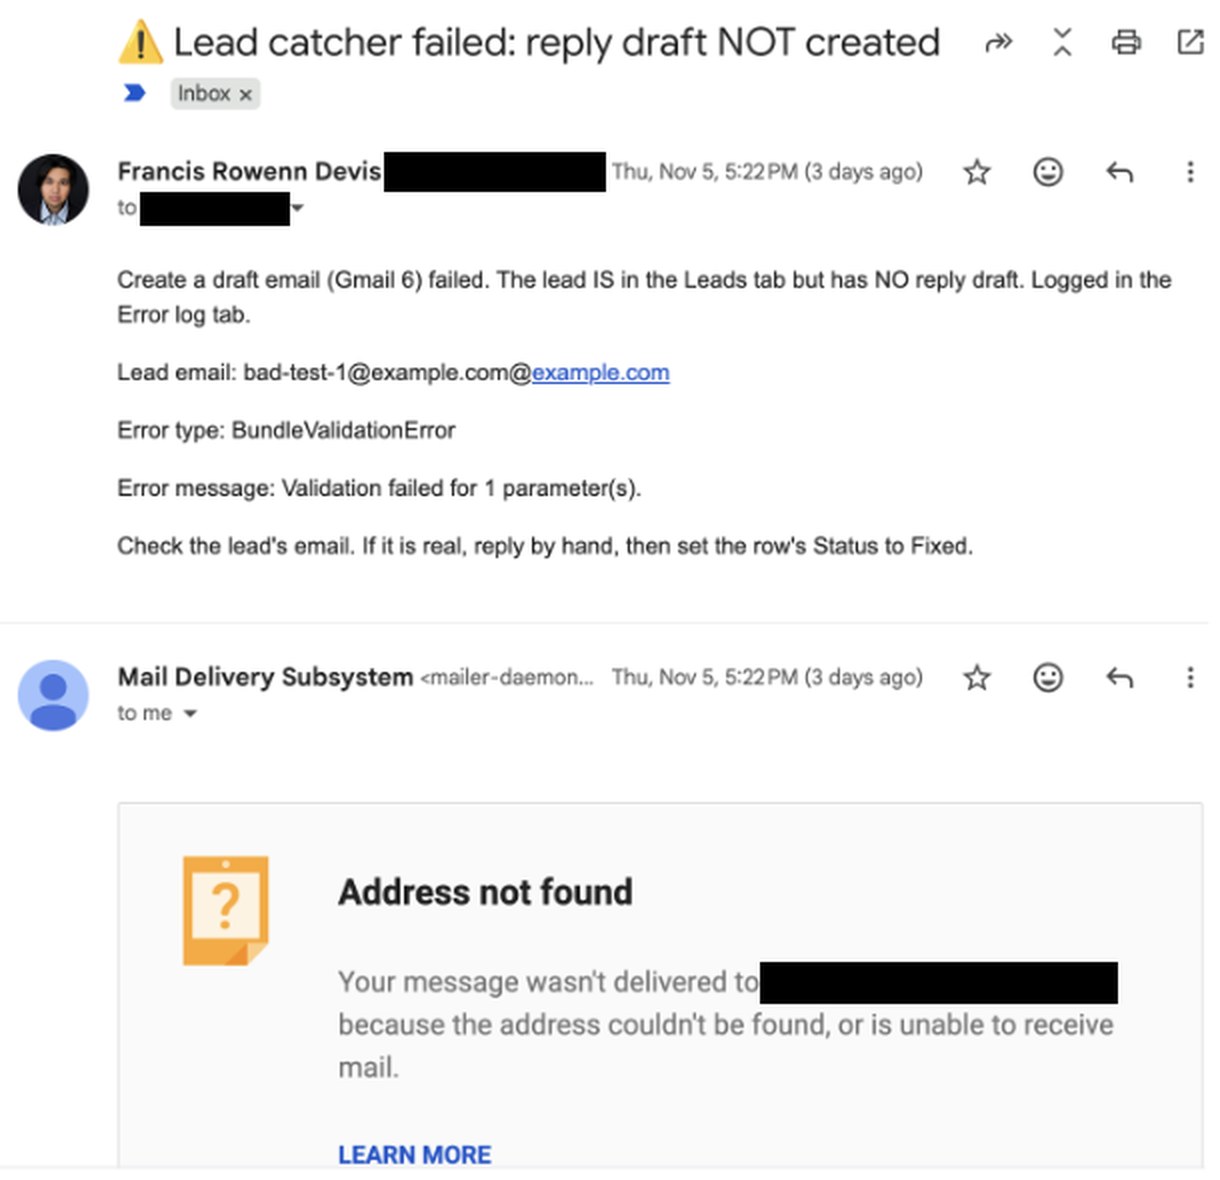 ⚠️ Lead catcher failed: reply draft NOT created
Inbox x
Francis Rowenn Devis Thu, Nov 5, 5:22 PM (3 days ago)
to
Create a draft email (Gmail 6) failed. The lead IS in the Leads tab but has NO reply draft. Logged in the
Error log tab.
Lead email: bad-test-1@example.com@example.com
Error type: BundleValidationError
Error message: Validation failed for 1 parameter(s).
Check the lead's email. If it is real, reply by hand, then set the row's Status to Fixed.
Mail Delivery Subsystem <mailer-daemon... Thu, Nov 5, 5:22 PM (3 days ago)
to me
?
Address not found
Your message wasn't delivered to
because the address couldn't be found, or is unable to receive
mail.
LEARN MORE